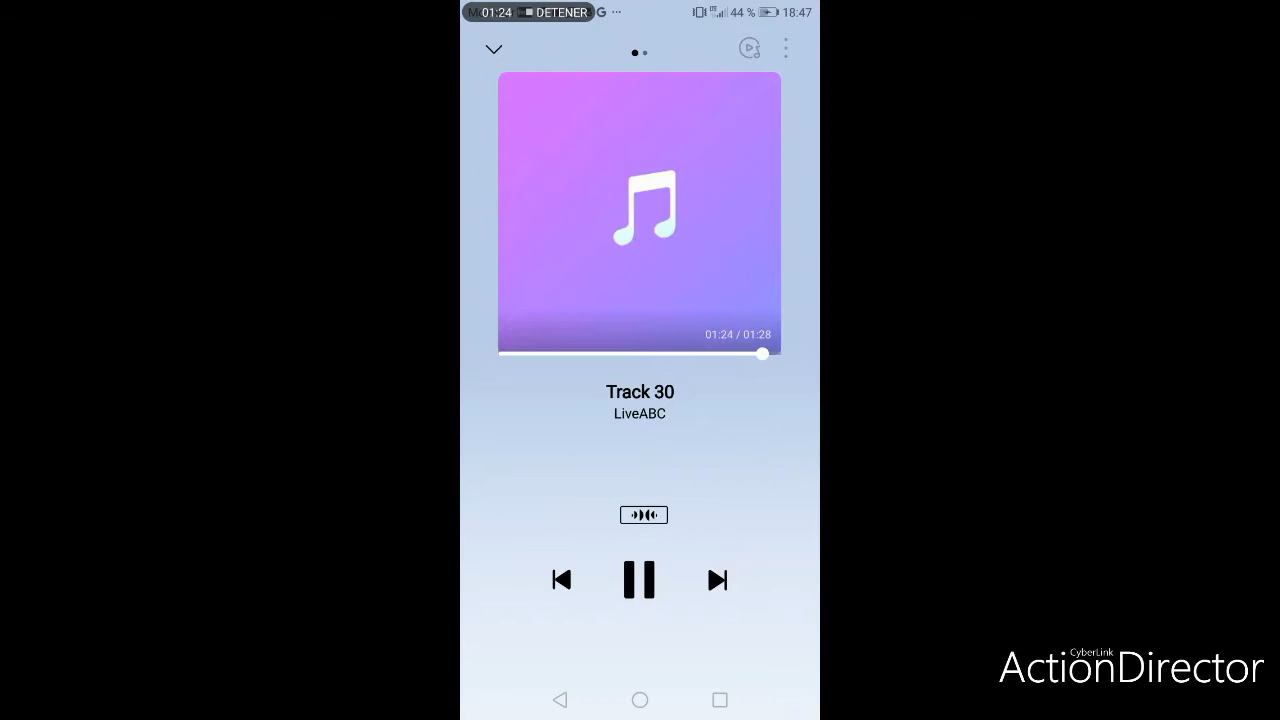 01:24 DETENER G ... 44 % 18:47
01:24 / 01:28
Track 30
LiveABC
CyberLink
ActionDirector